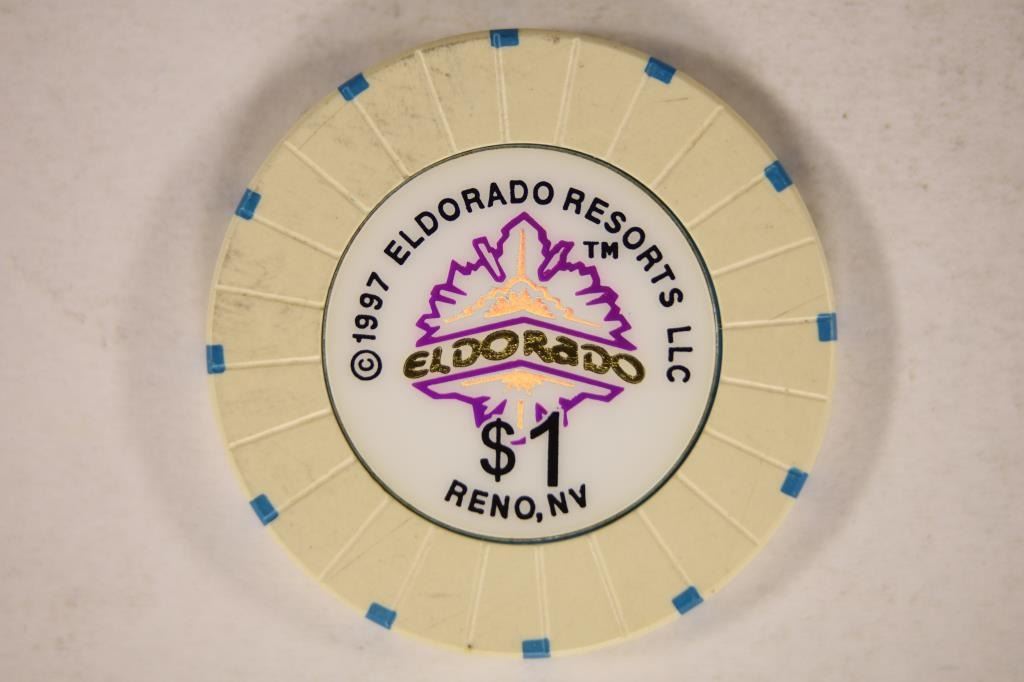 ©1997 ELDORADO RESORTS LLC
TM
ELDORADO
$1
RENO, NV